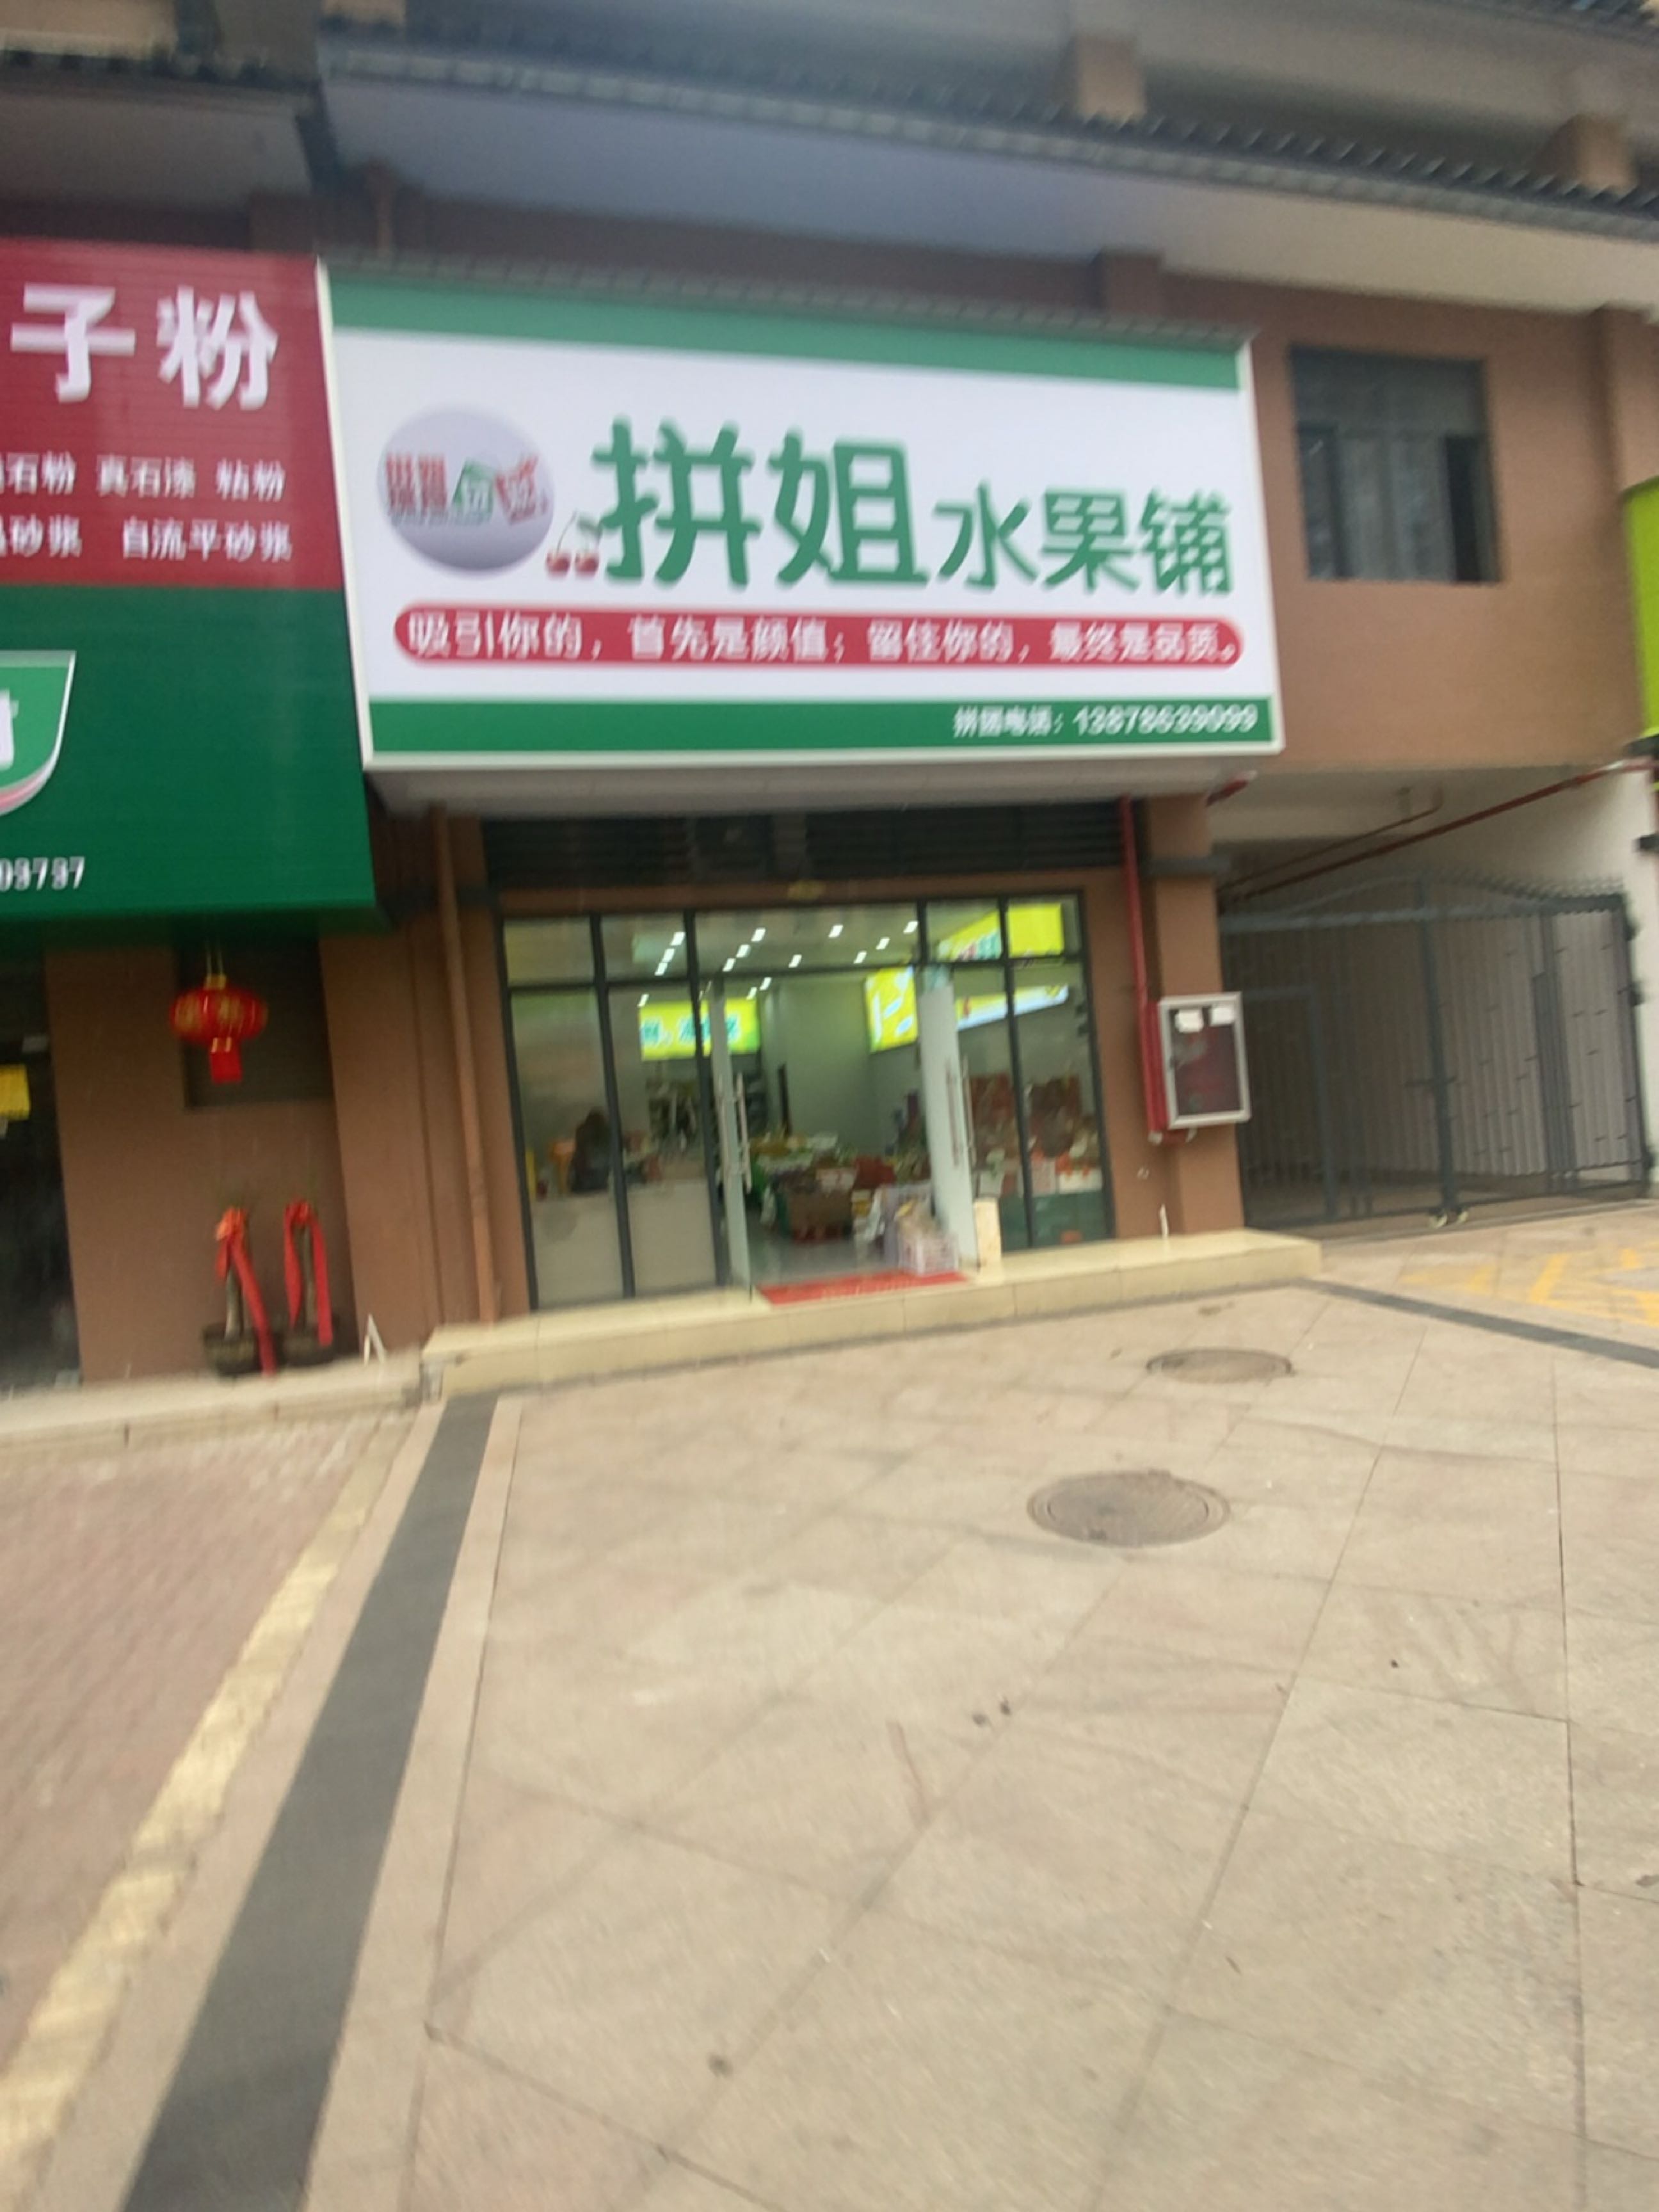 子粉
石粉 真石漆 粘粉
砂浆 自流平砂浆
03737
拼姐水果铺
吸引你的，首先是颜值；留住你的，最终是品质。
拼团电话：13878639099